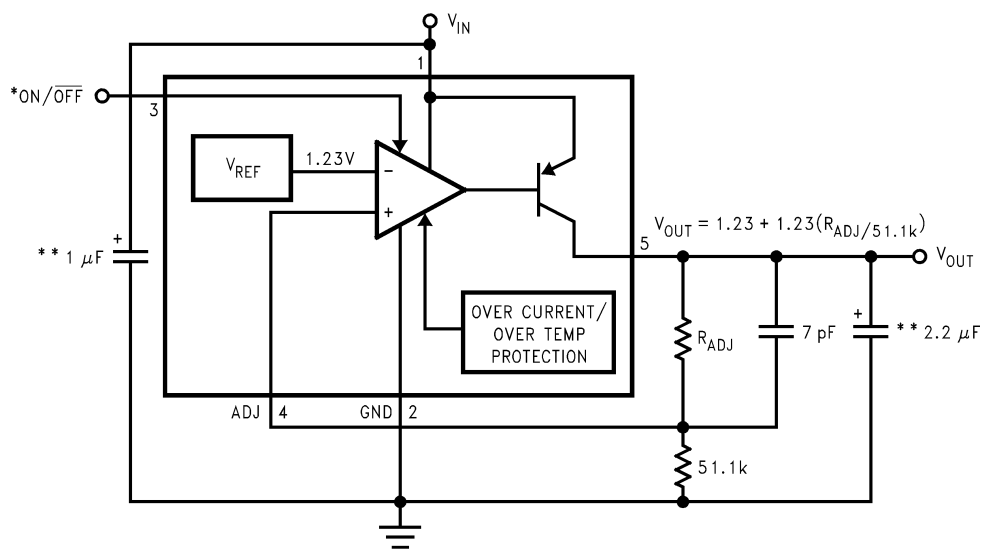 V_IN
1
*ON/O̅F̅F̅
3
V_REF
1.23V
−
+
+
** 1 μF
V_OUT = 1.23 + 1.23(R_ADJ/51.1k)
5
V_OUT
OVER CURRENT/
OVER TEMP
PROTECTION
R_ADJ
7 pF
+
** 2.2 μF
ADJ 4
GND 2
51.1k